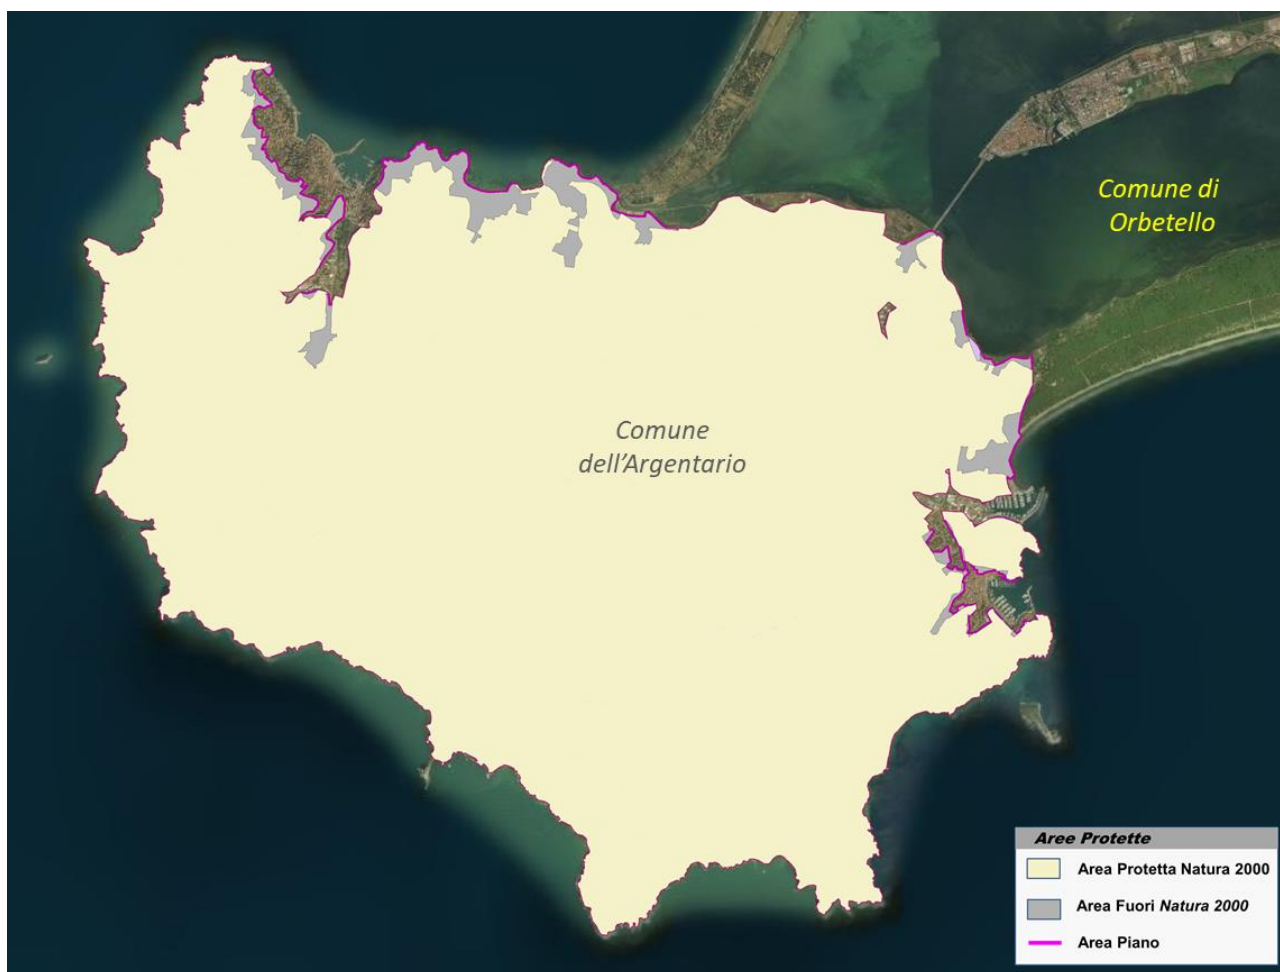 Comune di
Orbetello
Comune
dell'Argentario
Aree Protette
Area Protetta Natura 2000
Area Fuori Natura 2000
Area Piano